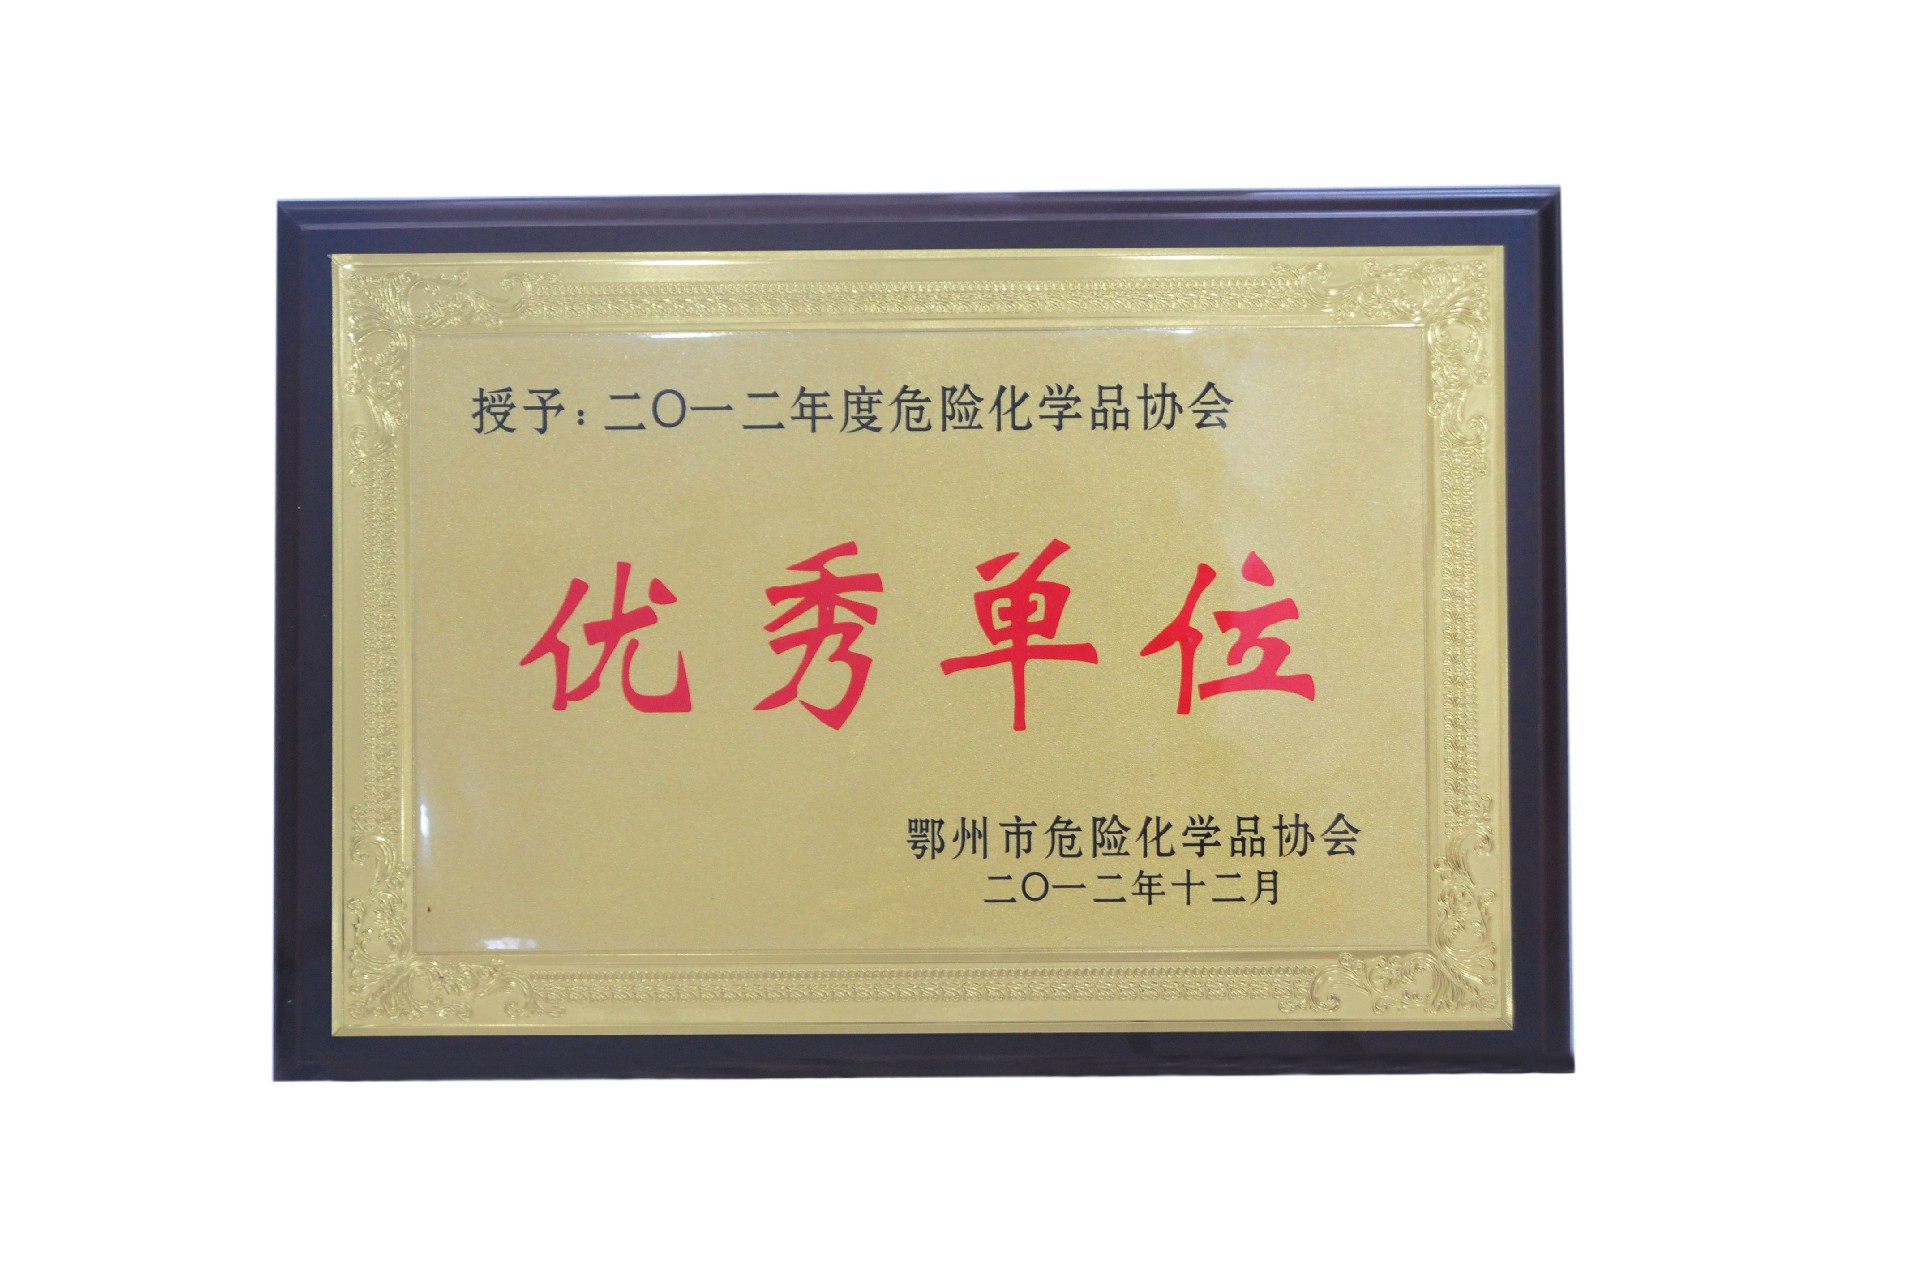 授予：二〇一二年度危险化学品协会
优秀单位
鄂州市危险化学品协会
二〇一二年十二月